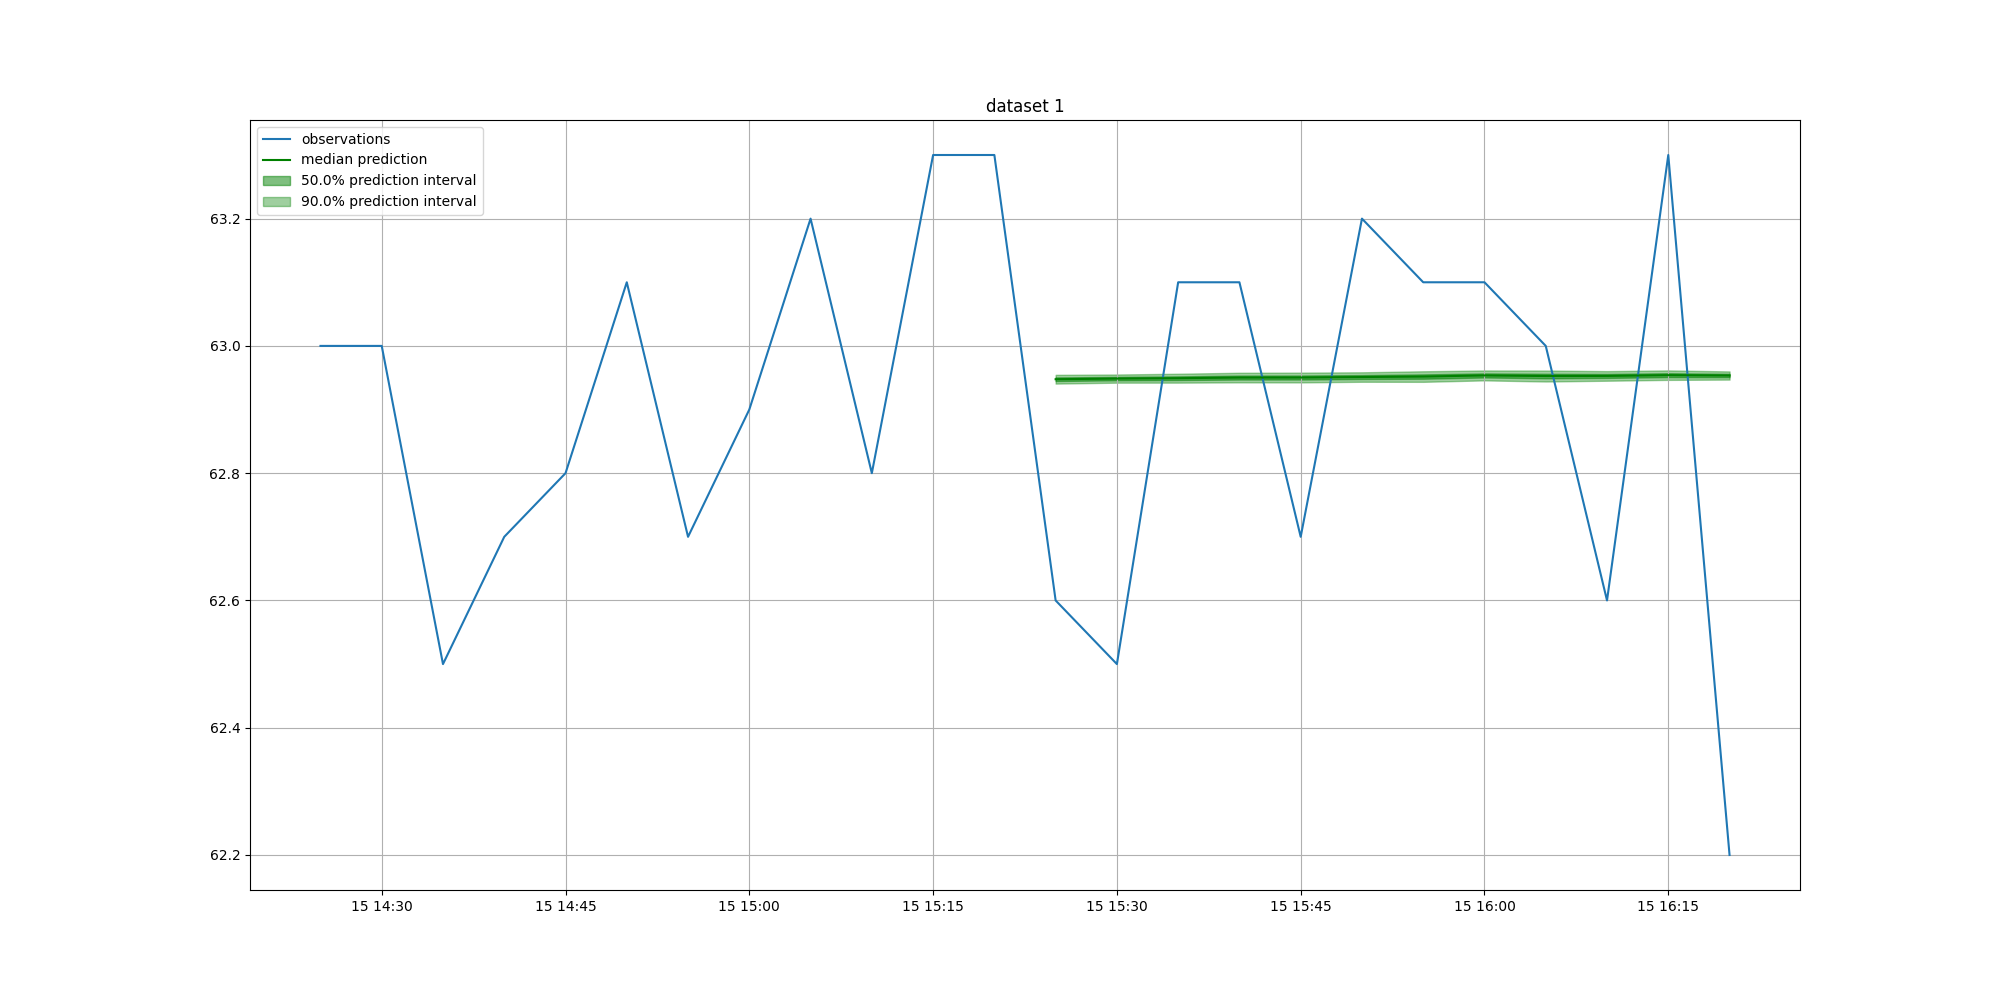 dataset 1
observations
median prediction
50.0% prediction interval
90.0% prediction interval
63.2
63.0
62.8
62.6
62.4
62.2
15 14:30
15 14:45
15 15:00
15 15:15
15 15:30
15 15:45
15 16:00
15 16:15